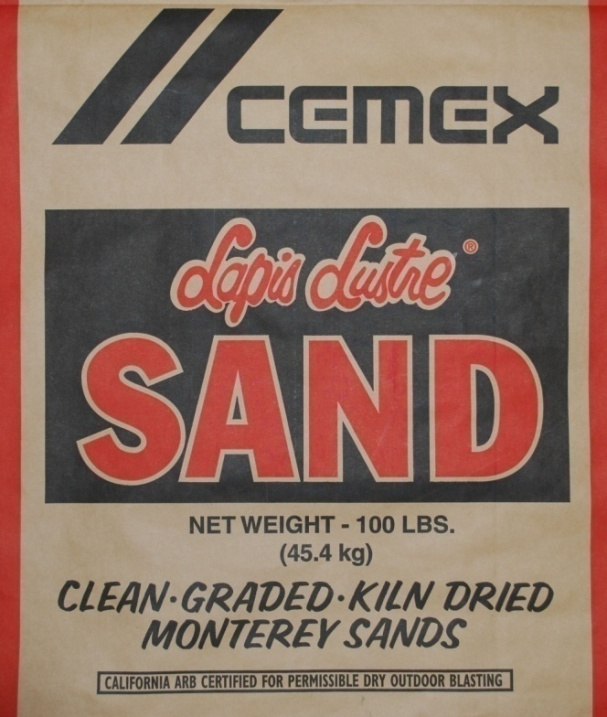 CEMEX
Lapis Lustre ®
SAND
NET WEIGHT - 100 LBS.
(45.4 kg)
CLEAN·GRADED·KILN DRIED
MONTEREY SANDS
CALIFORNIA ARB CERTIFIED FOR PERMISSIBLE DRY OUTDOOR BLASTING